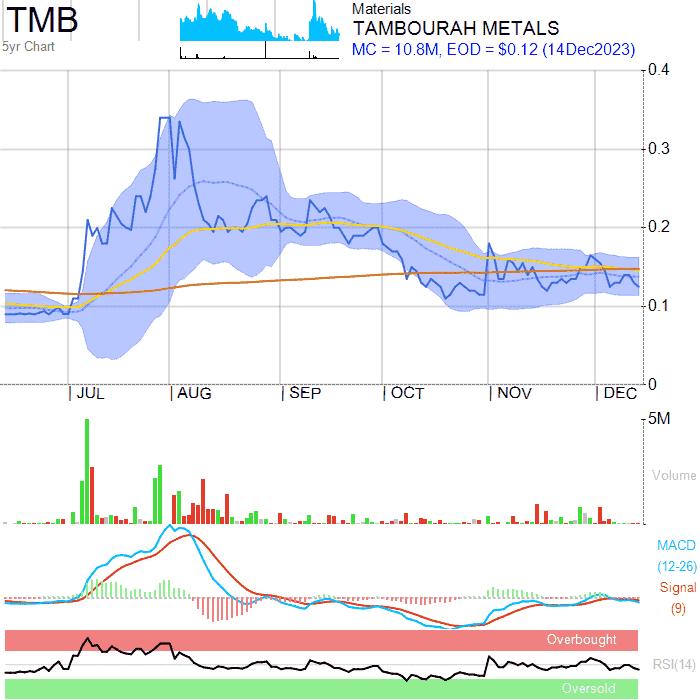 TMB
5yr Chart
Materials
TAMBOURAH METALS
MC = 10.8M, EOD = $0.12 (14Dec2023)
0.4
0.3
0.2
0.1
0
JUL AUG SEP OCT NOV DEC
5M
Volume
MACD
(12-26)
Signal
(9)
Overbought
RSI(14)
Oversold